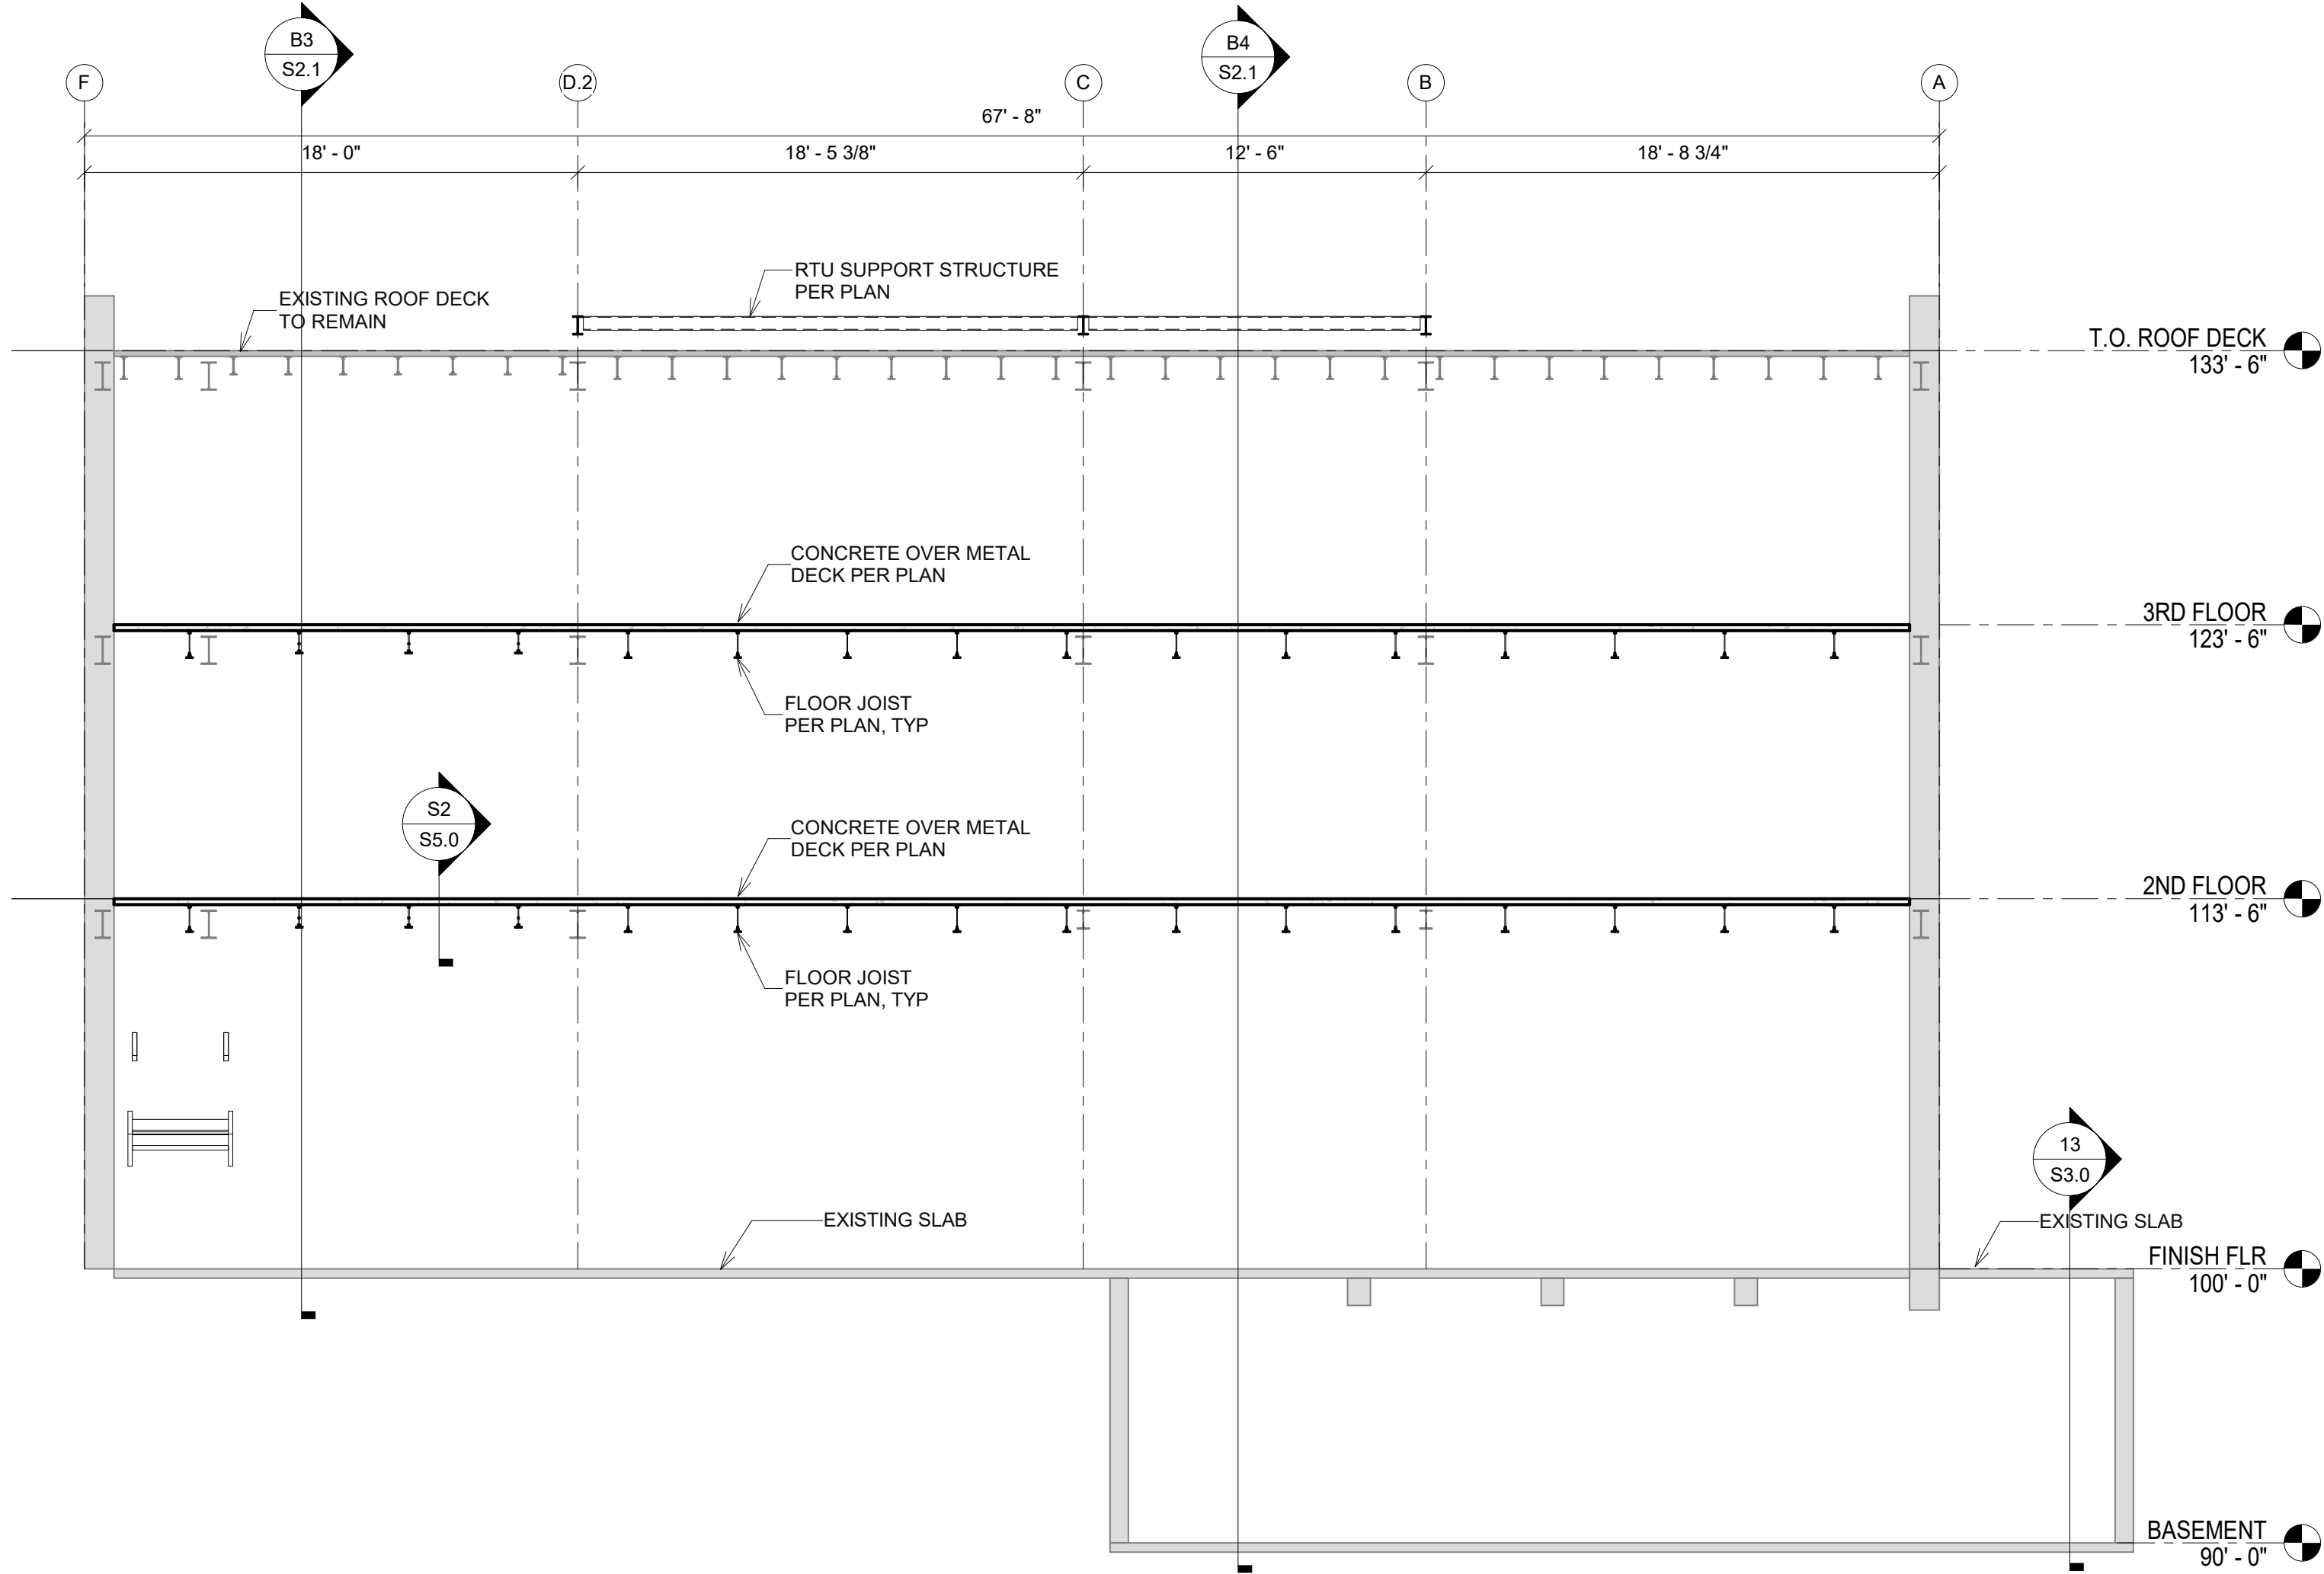 B3
S2.1
B4
S2.1
F
D.2
C
B
A
67' - 8"
18' - 0"
18' - 5 3/8"
12' - 6"
18' - 8 3/4"
RTU SUPPORT STRUCTURE
PER PLAN
EXISTING ROOF DECK
TO REMAIN
T.O. ROOF DECK
133' - 6"
CONCRETE OVER METAL
DECK PER PLAN
3RD FLOOR
123' - 6"
FLOOR JOIST
PER PLAN, TYP
S2
S5.0
CONCRETE OVER METAL
DECK PER PLAN
2ND FLOOR
113' - 6"
FLOOR JOIST
PER PLAN, TYP
13
S3.0
EXISTING SLAB
EXISTING SLAB
FINISH FLR
100' - 0"
BASEMENT
90' - 0"